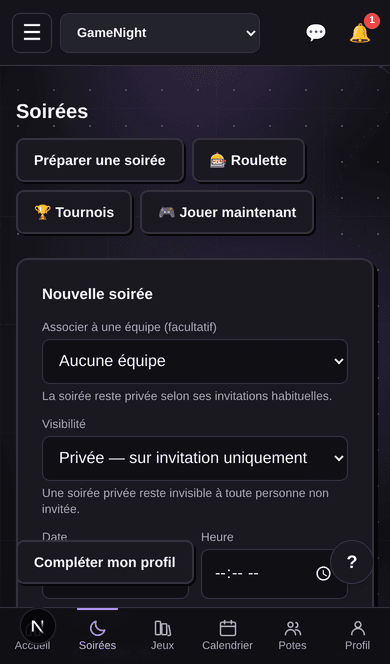 GameNight
💬
🔔
1
Soirées
Préparer une soirée
🎰 Roulette
🏆 Tournois
🎮 Jouer maintenant
Nouvelle soirée
Associer à une équipe (facultatif)
Aucune équipe
La soirée reste privée selon ses invitations habituelles.
Visibilité
Privée — sur invitation uniquement
Une soirée privée reste invisible à toute personne non
invitée.
Date
Heure
Compléter mon profil
--:-- --
?
N
Accueil
Soirées
Jeux
Calendrier
Potes
Profil